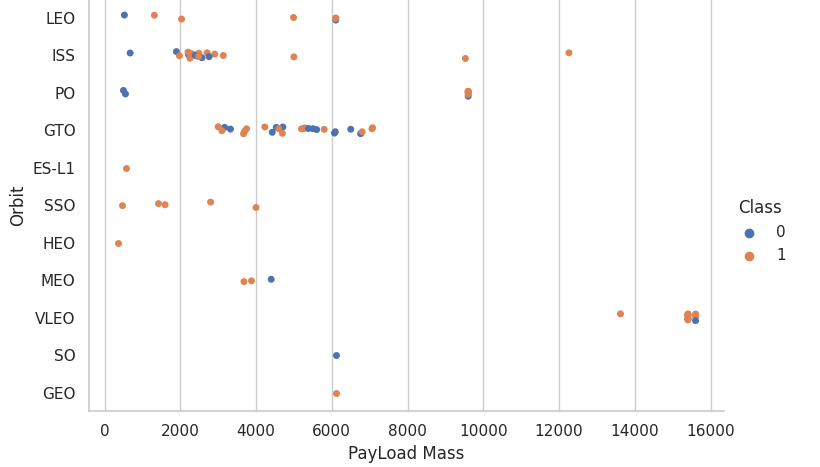 LEO
ISS
PO
GTO
ES-L1
SSO
HEO
MEO
VLEO
SO
GEO
Orbit
0 2000 4000 6000 8000 10000 12000 14000 16000
PayLoad Mass
Class
0
1